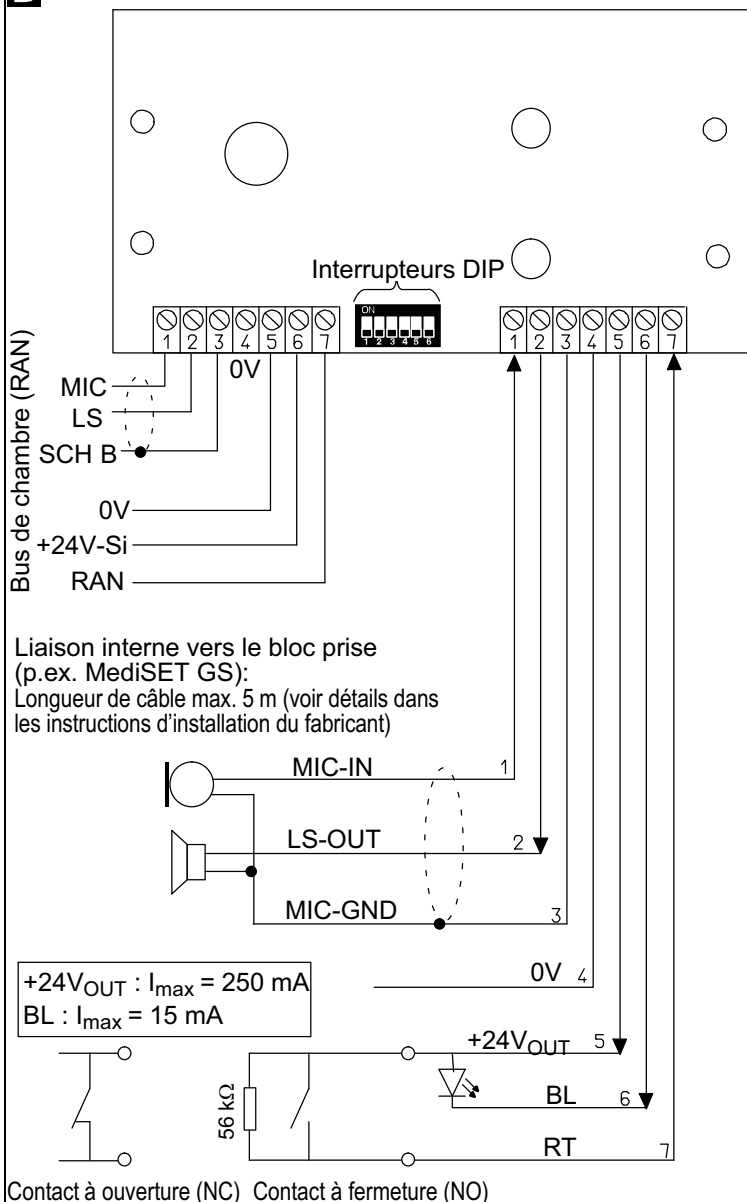 Interrupteurs DIP
ON
1 2 3 4 5 6
1 2 3 4 5 6 7
1 2 3 4 5 6 7
Bus de chambre (RAN)
0V
MIC
LS
SCH B
0V
+24V-Si
RAN
Liaison interne vers le bloc prise
(p.ex. MediSET GS):
Longueur de câble max. 5 m (voir détails dans
les instructions d'installation du fabricant)
MIC-IN 1
LS-OUT 2
MIC-GND 3
0V 4
+24VOUT : Imax = 250 mA
BL : Imax = 15 mA
+24VOUT 5
BL 6
56 kΩ
RT 7
Contact à ouverture (NC) Contact à fermeture (NO)